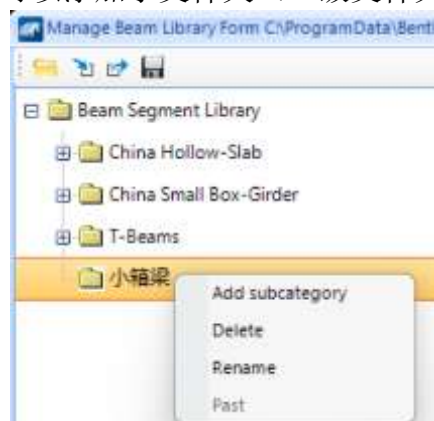 Manage Beam Library Form C:\ProgramData\Bentl
Beam Segment Library
China Hollow-Slab
China Small Box-Girder
T-Beams
小箱梁
Add subcategory
Delete
Rename
Past